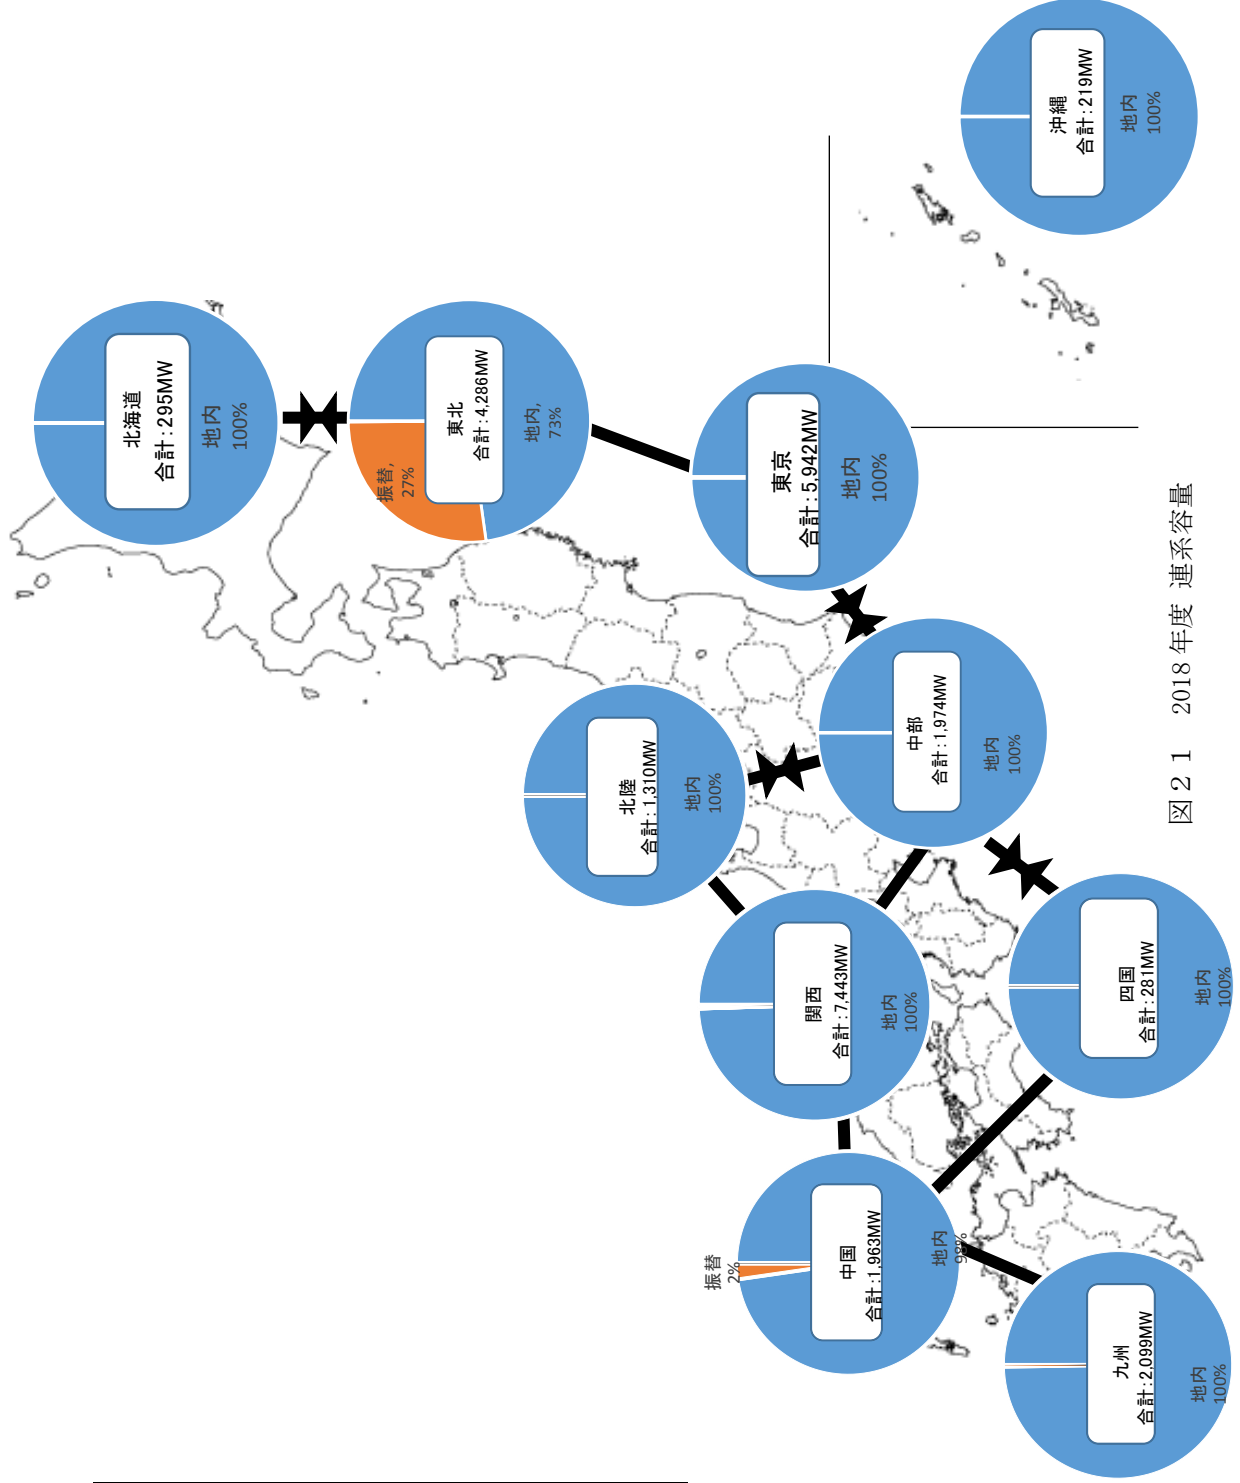 北海道
合計:295MW
地内
100%
東北
合計:4,286MW
振替,
27%
地内,
73%
東京
合計:5,942MW
地内
100%
北陸
合計:1,310MW
地内
100%
中部
合計:1,974MW
地内
100%
関西
合計:7,443MW
地内
100%
中国
合計:1,963MW
振替
2%
地内
98%
四国
合計:281MW
地内
100%
九州
合計:2,099MW
地内
100%
沖縄
合計:219MW
地内
100%
図21 2018年度 連系容量